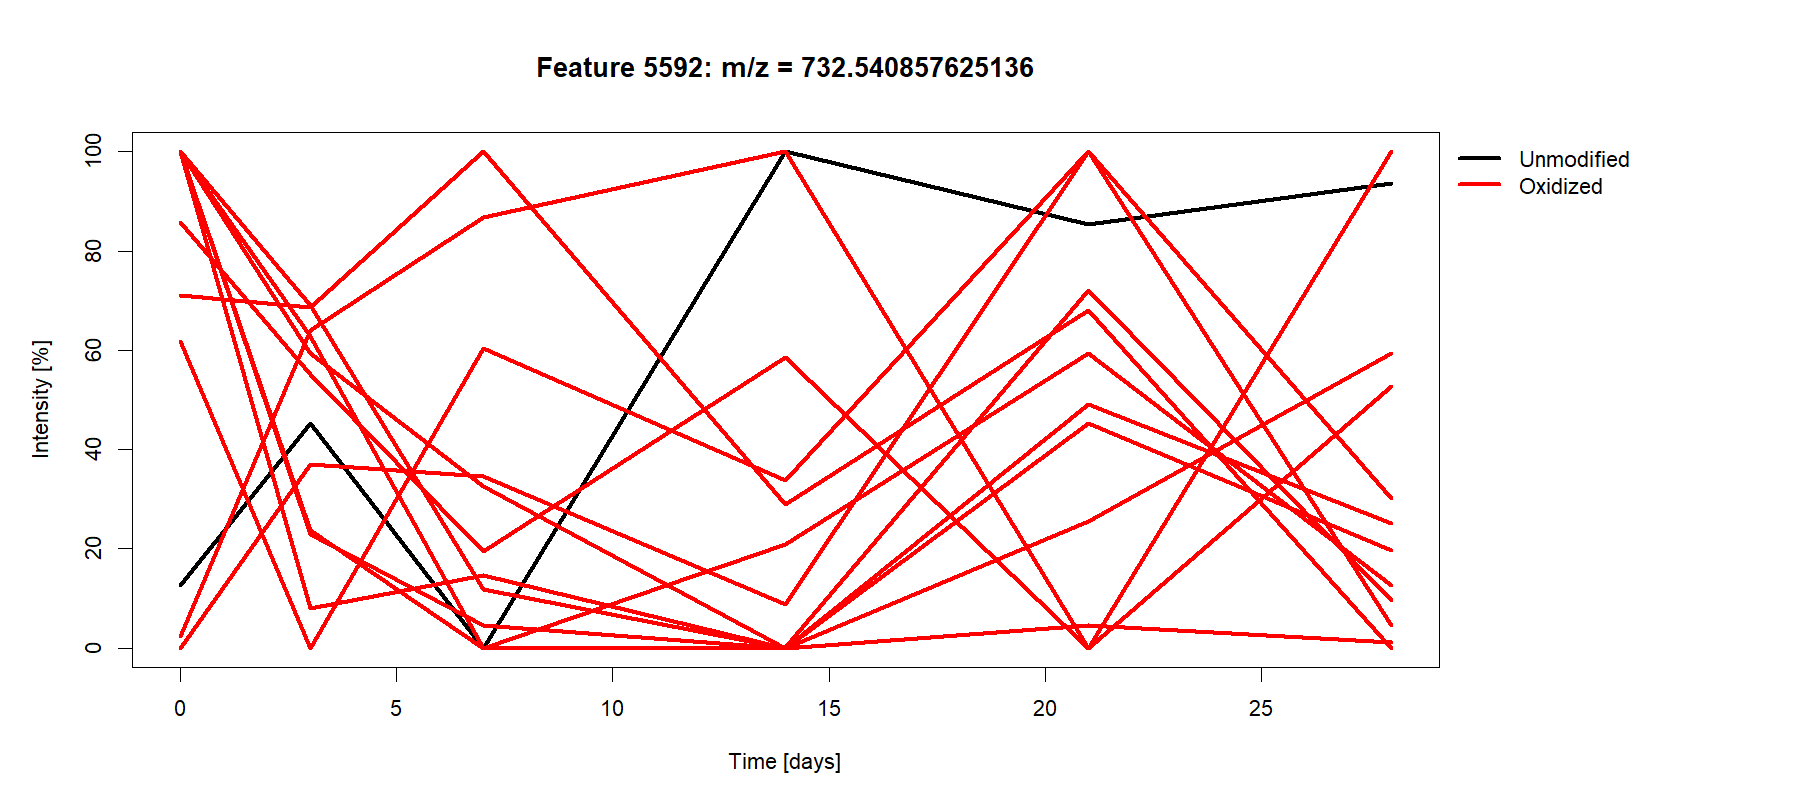 Feature 5592: m/z = 732.540857625136
Unmodified
Oxidized
Intensity [%]
100
80
60
40
20
0
0 5 10 15 20 25
Time [days]